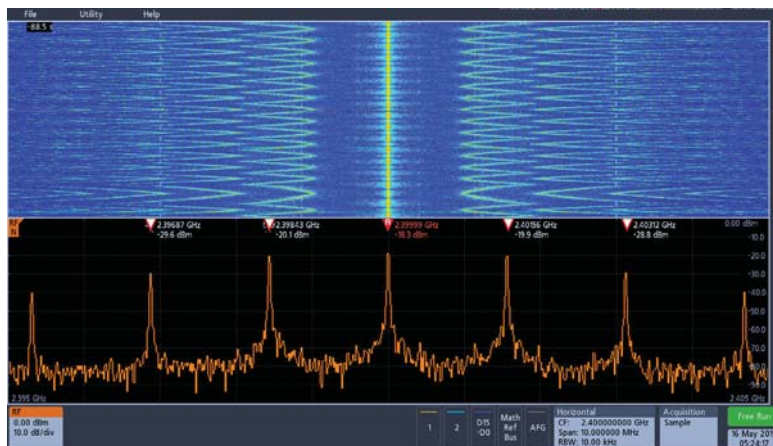 File Utility Help
-88.5 s
2.39687 GHz 2.39843 GHz 2.39999 GHz 2.40156 GHz 2.40312 GHz 0.00 dBm
-29.6 dBm -20.1 dBm -18.3 dBm -19.9 dBm -28.8 dBm -10.0
-20.0
-30.0
-40.0
-50.0
-60.0
-70.0
-80.0
-90.0
2.395 GHz 2.405 GHz
RF
0.00 dBm
10.0 dB/div
1 2 D15 -D0 Math Ref Bus AFG
Horizontal
CF: 2.400000000 GHz
Span: 10.000000 MHz
RBW: 10.00 kHz
Acquisition
Sample
Free Run
16 May 201